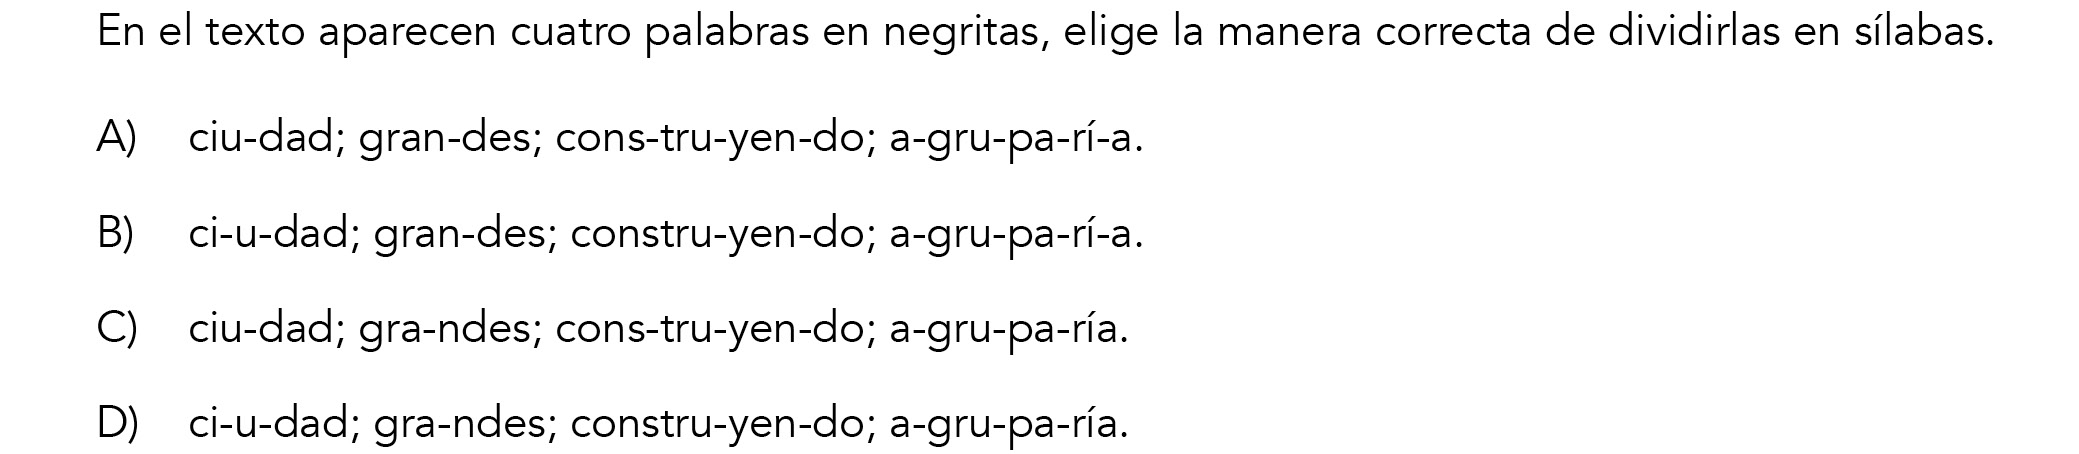 En el texto aparecen cuatro palabras en negritas, elige la manera correcta de dividirlas en sílabas.
A) ciu-dad; gran-des; cons-tru-yen-do; a-gru-pa-rí-a.
B) ci-u-dad; gran-des; constru-yen-do; a-gru-pa-rí-a.
C) ciu-dad; gra-ndes; cons-tru-yen-do; a-gru-pa-ría.
D) ci-u-dad; gra-ndes; constru-yen-do; a-gru-pa-ría.